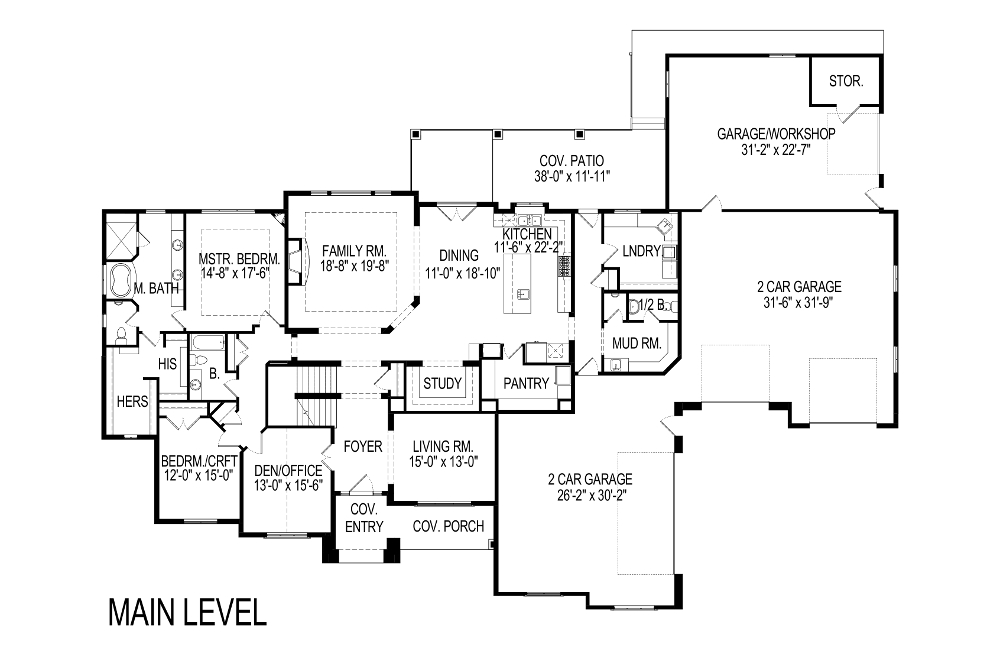 STOR.
GARAGE/WORKSHOP
31'-2" x 22'-7"
COV. PATIO
38'-0" x 11'-11"
KITCHEN
11'-6" x 22'-2"
MSTR. BEDRM.
14'-8" x 17'-6"
FAMILY RM.
18'-8" x 19'-8"
DINING
11'-0" x 18'-10"
LNDRY
M. BATH
2 CAR GARAGE
31'-6" x 31'-9"
1/2 B.
MUD RM.
HIS
B.
HERS
STUDY
PANTRY
FOYER
LIVING RM.
15'-0" x 13'-0"
BEDRM./CRFT
12'-0" x 15'-0"
DEN/OFFICE
13'-0" x 15'-6"
2 CAR GARAGE
26'-2" x 30'-2"
COV.
ENTRY
COV. PORCH
MAIN LEVEL